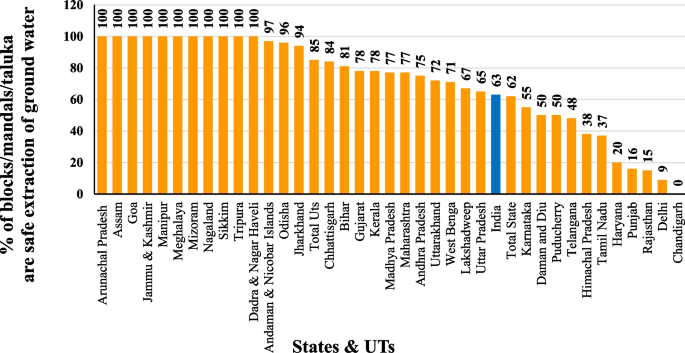 % of blocks/mandals/taluka
are safe extraction of ground water
120
100
80
60
40
20
0
100
100
100
100
100
100
100
100
100
100
100
97
96
94
85
84
81
78
78
77
77
75
72
71
67
65
63
62
55
50
50
48
38
37
20
16
15
9
0
Arunachal Pradesh
Assam
Goa
Jammu & Kashmir
Manipur
Meghalaya
Mizoram
Nagaland
Sikkim
Tripura
Dadra & Nagar Haveli
Andaman & Nicobar Islands
Odisha
Jharkhand
Total Uts
Chhattisgarh
Bihar
Gujarat
Kerala
Madhya Pradesh
Maharashtra
Andhra Pradesh
Uttarakhand
West Benga
Lakshadweep
Uttar Pradesh
India
Total State
Karnataka
Daman and Diu
Puducherry
Telangana
Himachal Pradesh
Tamil Nadu
Haryana
Punjab
Rajasthan
Delhi
Chandigarh
States & UTs